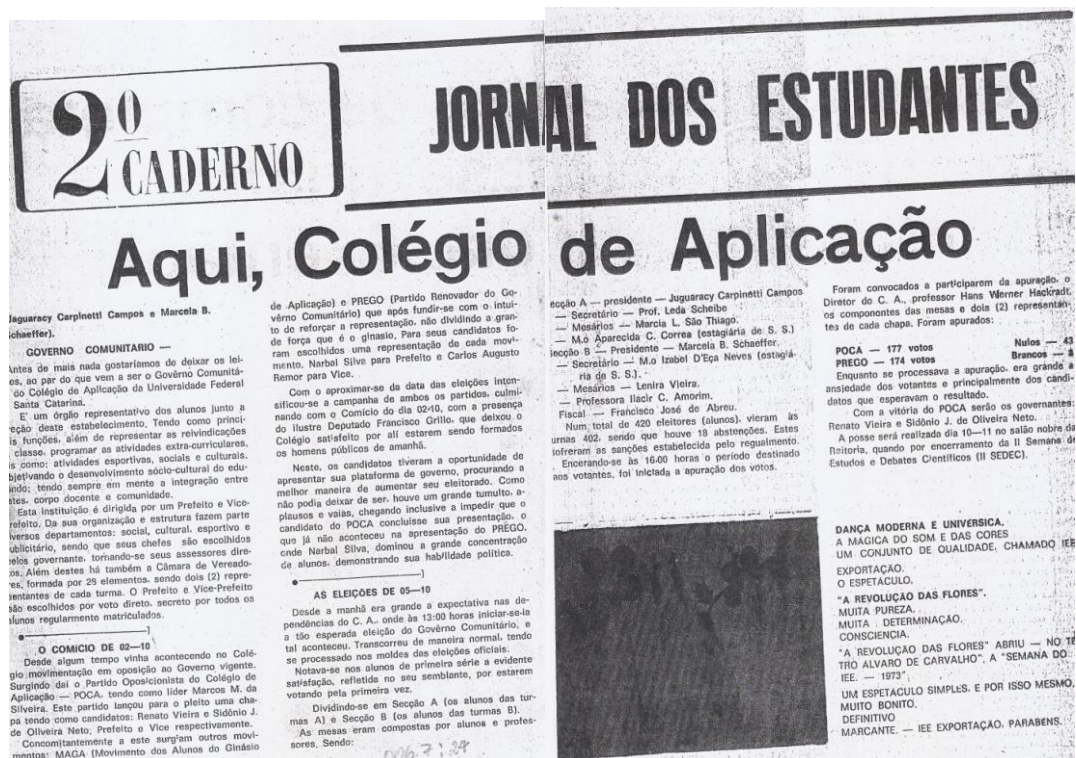 2º
CADERNO
JORNAL DOS ESTUDANTES
Aqui, Colégio de Aplicação
Juguaracy Carpinetti Campos e Marcela B.
Schaeffer).
GOVERNO COMUNITARIO —
Antes de mais nada gostaríamos de deixar os lei-
os, ao par do que vem a ser o Govêrno Comunitá-
do Colégio de Aplicação da Universidade Federal
Santa Catarina.
E' um órgão representativo dos alunos junto a
eção deste estabelecimento. Tendo como princi-
is funções, além de representar as reivindicações
classe, programar as atividades extra-curriculares,
is como: atividades esportivas, sociais e culturais.
objetivando o desenvolvimento sócio-cultural do edu-
ndo; tendo sempre em mente a integração entre
stes, corpo docente e comunidade.
Esta Instituição é dirigida por um Prefeito e Vice-
refeito. Da sua organização e estrutura fazem parte
versos departamentos: social, cultural, esportivo e
ublicitário, sendo que seus chefes são escolhidos
elos governante, tornando-se seus assessores dire-
os. Além destes há também a Câmara de Vereado-
res, formada por 28 elementos, sendo dois (2) repre-
sentantes de cada turma. O Prefeito e Vice-Prefeito
são escolhidos por voto direto, secreto por todos os
alunos regularmente matriculados.
O COMICIO DE 02—10
Desde algum tempo vinha acontecendo no Colé-
gio movimentação em oposição ao Governo vigente.
Surgindo daí o Partido Oposicionista do Colégio de
Aplicação — POCA, tendo como líder Marcos M. da
Silveira. Este partido lançou para o pleito uma cha-
pa tendo como candidatos: Renato Vieira e Sidônio J.
de Oliveira Neto, Prefeito e Vice respectivamente.
Concomitantemente a este surgiam outros movi-
mentos: MAGA (Movimento dos Alunos do Ginásio
de Aplicação) e PREGO (Partido Renovador do Go-
vêrno Comunitário) que após fundir-se com o intui-
to de reforçar a representação, não dividindo a gran-
de força que é o ginasio, Para seus candidatos fo-
ram escolhidos uma representação de cada movi-
mento, Narbal Silva para Prefeito e Carlos Augusto
Remor para Vice.
Com o aproximar-se da data das eleições inten-
sificou-se a campanha de ambos os partidos, culmi-
nando com o Comício do dia 02-10, com a presença
do ilustre Deputado Francisco Grillo, que deixou o
Colégio satisfeito por ali estarem sendo formados
os homens públicos de amanhã.
Neste, os candidatos tiveram a oportunidade de
apresentar sua plataforma de governo, procurando a
melhor maneira de aumentar seu eleitorado. Como
não podia deixar de ser, houve um grande tumulto, a-
plausos e vaias, chegando inclusive a impedir que o
candidato do POCA concluisse sua presentação, o
que já não aconteceu na apresentação do PREGO,
onde Narbal Silva, dominou a grande concentração
de alunos, demonstrando sua habilidade política.
AS ELEIÇÕES DE 05—10
Desde a manhã era grande a expectativa nas de-
pendências do C. A., onde às 13:00 horas iniciar-se-ia
a tão esperada eleição do Govêrno Comunitário, e
tal aconteceu. Transcorreu de maneira normal, tendo
se processado nos moldes das eleições oficiais.
Notava-se nos alunos de primeira série a evidente
satisfação, refletida no seu semblante, por estarem
votando pela primeira vez.
Dividindo-se em Secção A (os alunos das tur-
mas A) e Secção B (os alunos das turmas B).
As mesas eram compostas por alunos e profes-
sores, Sendo:
ecção A — presidente — Juguaracy Carpinetti Campos
— Secretário — Prof. Leda Scheibe
— Mesários — Marcia L. São Thiago.
— M.o Aparecida C. Correa (estagiária de S. S.)
Secção B — Presidente — Marcela B. Schaeffer.
— Secretário — M.o Izabel D'Eça Neves (estagiá-
ria de S. S.).
— Mesários — Lenira Vieira.
— Professora Ilacir C. Amorim.
Fiscal — Francisco José de Abreu.
Num total de 420 eleitores (alunos), vieram às
urnas 402, sendo que houve 18 abstenções. Estes
sofreram as sanções estabelecida pelo regulmento.
Encerando-se às 16.00 horas o período destinado
aos votantes, foi iniciada a apuração dos votos.
Foram convocados a participarem da apuração, o
Diretor do C. A., professor Hans Werner Hackradt,
os componentes das mesas e dois (2) representan-
tes de cada chapa. Foram apurados:
POCA — 177 votos Nulos — 43
PREGO — 174 votos Brancos — 8
Enquanto se processava a apuração, era grande a
ansiedade dos votantes e principalmente dos candi-
datos que esperavam o resultado.
Com a vitória do POCA serão os governantes:
Renato Vieira e Sidônio J. de Oliveira Neto.
A posse será realizado dia 10—11 no salão nobre da
Reitoria, quando por encerramento da II Semana de
Estudos e Debates Científicos (II SEDEC).
DANÇA MODERNA E UNIVERSICA.
A MAGICA DO SOM E DAS CORES
UM CONJUNTO DE QUALIDADE, CHAMADO IEE
EXPORTAÇÃO.
O ESPETACULO.
"A REVOLUÇÃO DAS FLORES".
MUITA PUREZA.
MUITA DETERMINAÇÃO.
CONSCIENCIA.
"A REVOLUÇÃO DAS FLORES" ABRIU — NO TE
TRO ALVARO DE CARVALHO", A "SEMANA DO
IEE. — 1973".
UM ESPETACULO SIMPLES. E POR ISSO MESMO,
MUITO BONITO.
DEFINITIVO
MARCANTE. — IEE EXPORTAÇÃO. PARABENS.